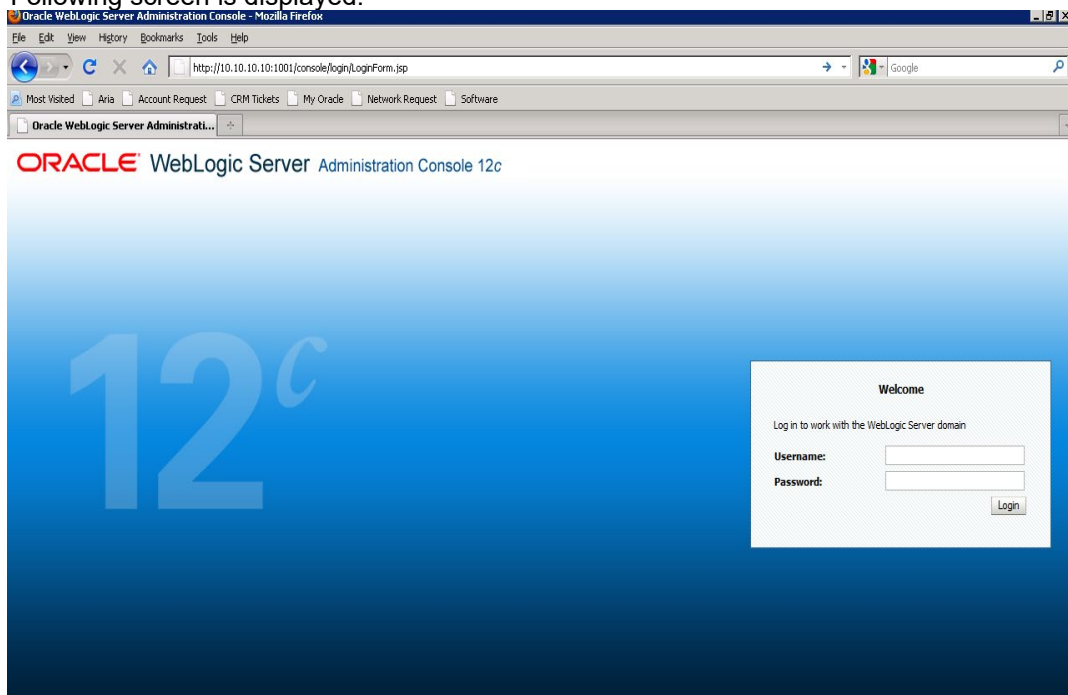 Following screen is displayed:
Oracle WebLogic Server Administration Console - Mozilla Firefox
File Edit View History Bookmarks Tools Help
http://10.10.10.10:1001/console/login/LoginForm.jsp
Google
Most Visited Aria Account Request CRM Tickets My Oracle Network Request Software
Oracle WebLogic Server Administrati...
ORACLE WebLogic Server Administration Console 12c
12c
Welcome
Log in to work with the WebLogic Server domain
Username:
Password:
Login